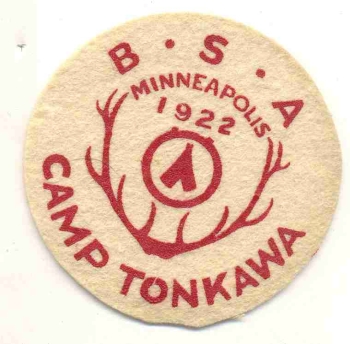 B · S · A
MINNEAPOLIS
1922
CAMP TONKAWA